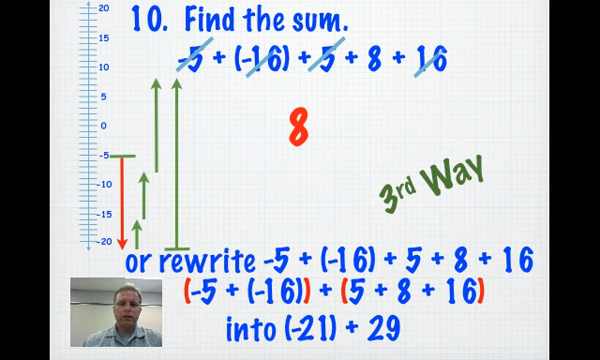 10. Find the sum.
-5 + (-16) + 5 + 8 + 16
8
3rd Way
20
15
10
5
0
-5
-10
-15
-20
or rewrite -5 + (-16) + 5 + 8 + 16
(-5 + (-16)) + (5 + 8 + 16)
into (-21) + 29